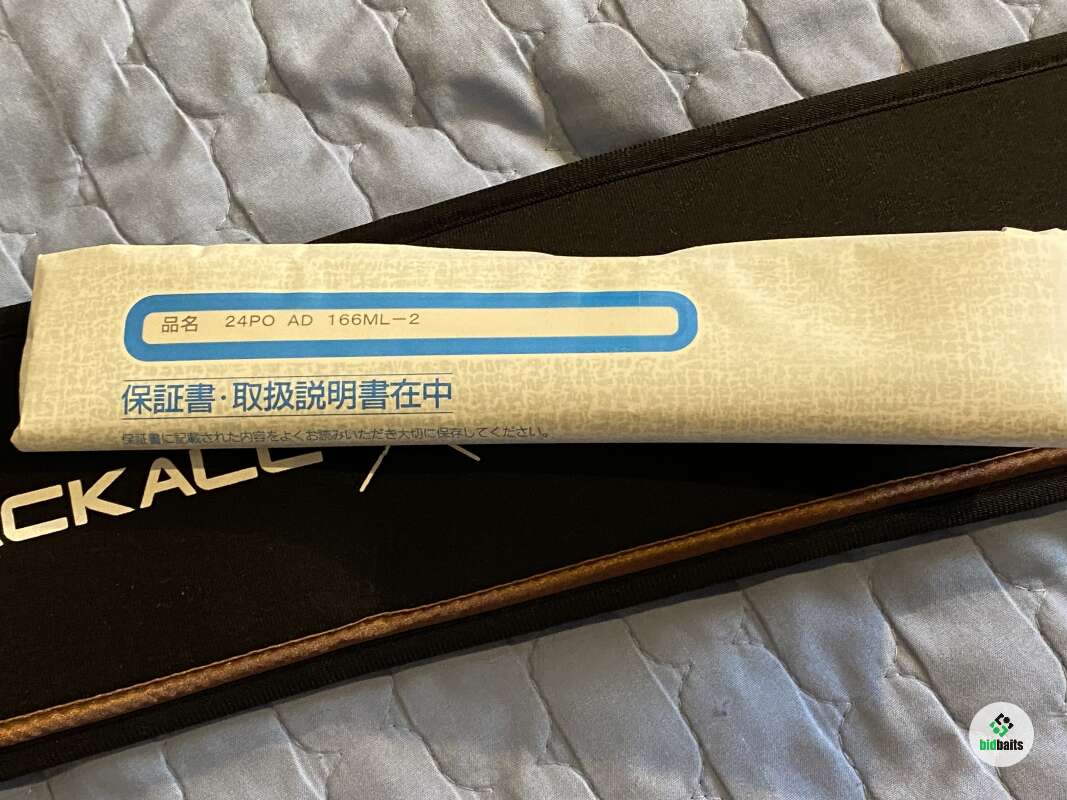 品名 24PO AD 166ML-2
保証書・取扱説明書在中
保証書に記載された内容をよくお読みいただき大切に保存してください。
CKALL
bidbaits